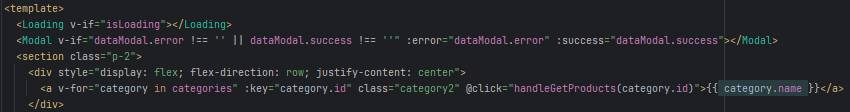 <template>
<Loading v-if="isLoading"></Loading>
<Modal v-if="dataModal.error !== '' || dataModal.success !== ''" :error="dataModal.error" :success="dataModal.success"></Modal>
<section class="p-2">
<div style="display: flex; flex-direction: row; justify-content: center">
<a v-for="category in categories" :key="category.id" class="category2" @click="handleGetProducts(category.id)">{{ category.name }}</a>
</div>